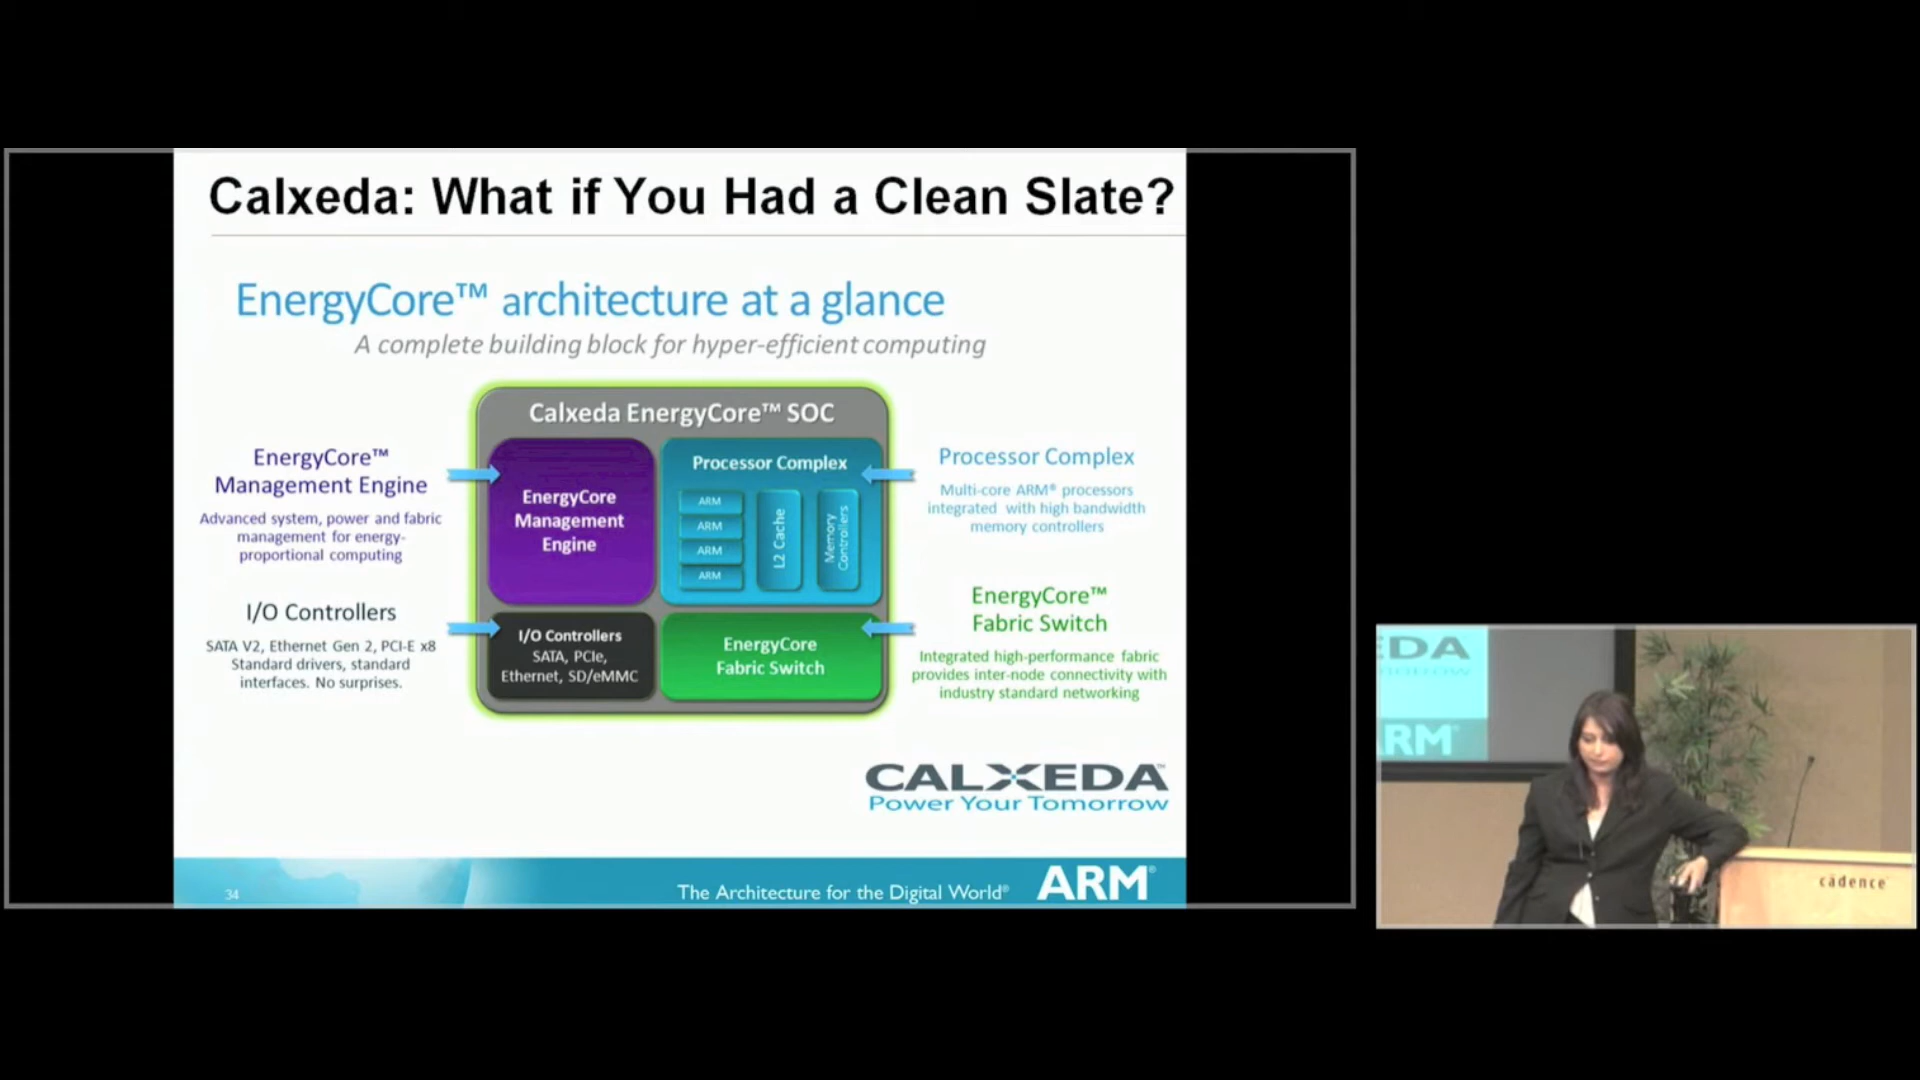 Calxeda: What if You Had a Clean Slate?
EnergyCore™ architecture at a glance
A complete building block for hyper-efficient computing
Calxeda EnergyCore™ SOC
EnergyCore™
Management Engine
Advanced system, power and fabric
management for energy-
proportional computing
I/O Controllers
SATA V2, Ethernet Gen 2, PCI-E x8
Standard drivers, standard
interfaces. No surprises.
EnergyCore
Management
Engine
Processor Complex
ARM
ARM
ARM
ARM
L2 Cache
Memory
Controllers
I/O Controllers
SATA, PCIe,
Ethernet, SD/eMMC
EnergyCore
Fabric Switch
Processor Complex
Multi-core ARM® processors
integrated with high bandwidth
memory controllers
EnergyCore™
Fabric Switch
Integrated high-performance fabric
provides inter-node connectivity with
industry standard networking
CALXEDA™
Power Your Tomorrow
34
The Architecture for the Digital World®
ARM®
EDA
omorrow
RM®
cadence